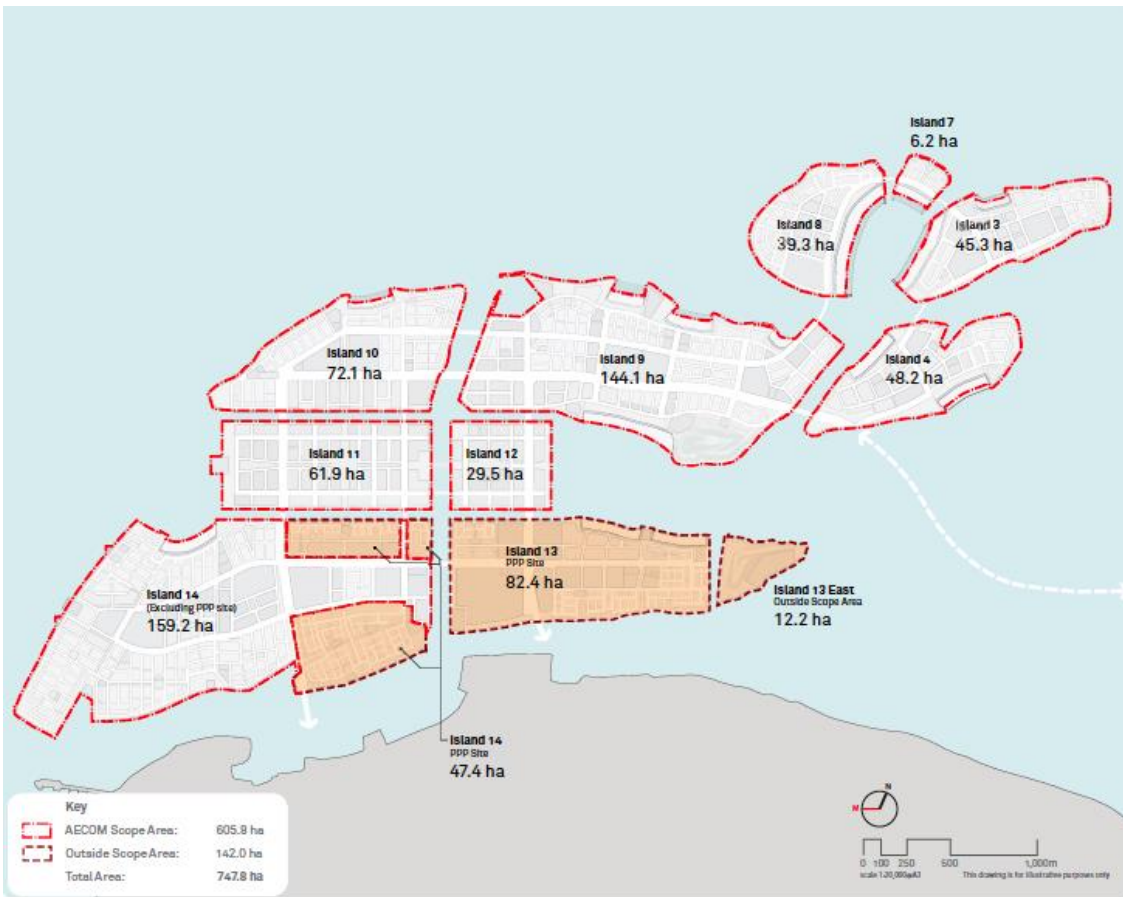 Island 7
6.2 ha
Island 8
39.3 ha
Island 3
45.3 ha
Island 10
72.1 ha
Island 9
144.1 ha
Island 4
48.2 ha
Island 11
61.9 ha
Island 12
29.5 ha
Island 13
PPP Site
82.4 ha
Island 14
(Excluding PPP site)
159.2 ha
Island 13 East
Outside Scope Area
12.2 ha
Island 14
PPP Site
47.4 ha
Key
AECOM Scope Area: 605.8 ha
Outside Scope Area: 142.0 ha
Total Area: 747.8 ha
N
M
0 100 250 500 1,000m
scale 1:20,000@A3
This drawing is for illustrative purposes only